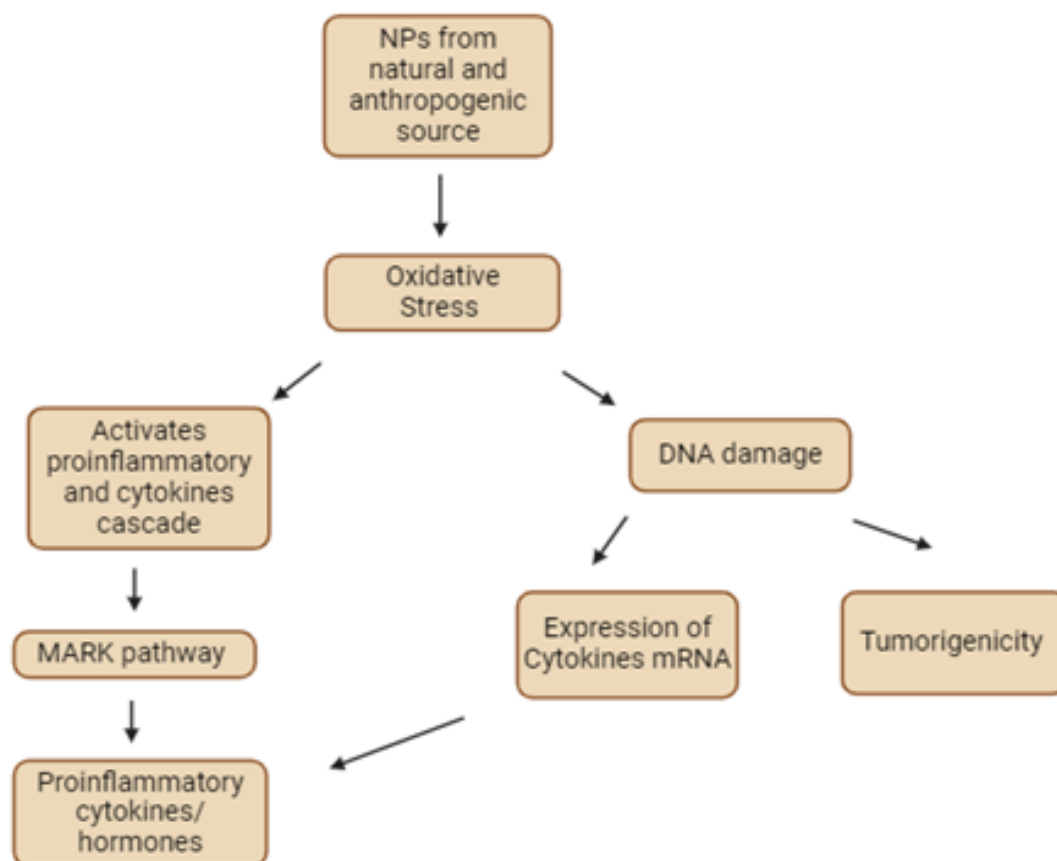 NPs from
natural and
anthropogenic
source
Oxidative
Stress
Activates
proinflammatory
and cytokines
cascade
DNA damage
MARK pathway
Expression of
Cytokines mRNA
Tumorigenicity
Proinflammatory
cytokines/
hormones